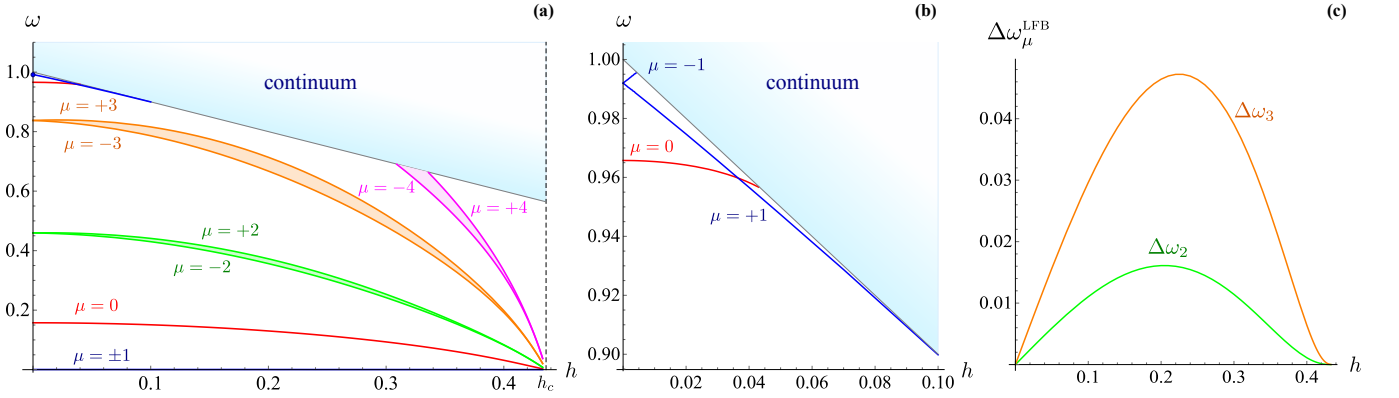 ω
(a)
continuum
1.0
0.8
0.6
0.4
0.2
μ = +3
μ = −3
μ = −4
μ = +4
μ = +2
μ = −2
μ = 0
μ = ±1
0.1
0.2
0.3
0.4
h_c
h
ω
(b)
continuum
1.00
0.98
0.96
0.94
0.92
0.90
μ = −1
μ = 0
μ = +1
0.02
0.04
0.06
0.08
0.10
h
(c)
Δω_μ^LFB
0.04
0.03
0.02
0.01
Δω_3
Δω_2
0.1
0.2
0.3
0.4
h